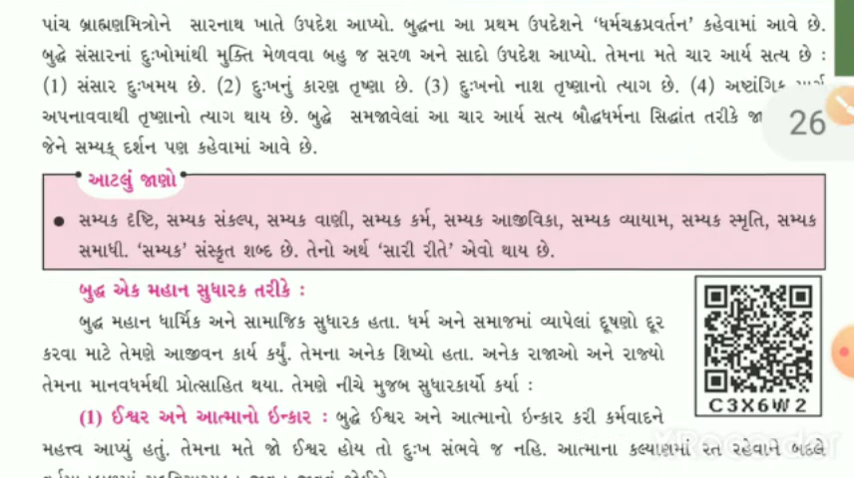 પાંચ બ્રાહ્મણમિત્રોને સારનાથ ખાતે ઉપદેશ આપ્યો. બુદ્ધના આ પ્રથમ ઉપદેશને ‘ધર્મચક્રપ્રવર્તન’ કહેવામાં આવે છે.
બુદ્ધે સંસારનાં દુઃખોમાંથી મુક્તિ મેળવવા બહુ જ સરળ અને સાદો ઉપદેશ આપ્યો. તેમના મતે ચાર આર્ય સત્ય છે :
(1) સંસાર દુઃખમય છે. (2) દુઃખનું કારણ તૃષ્ણા છે. (3) દુઃખનો નાશ તૃષ્ણાનો ત્યાગ છે. (4) અષ્ટાંગિક
અપનાવવાથી તૃષ્ણાનો ત્યાગ થાય છે. બુદ્ધે સમજાવેલાં આ ચાર આર્ય સત્ય બૌદ્ધધર્મના સિદ્ધાંત તરીકે
26
જેને સમ્યક્ દર્શન પણ કહેવામાં આવે છે.
આટલું જાણો
● સમ્યક દૃષ્ટિ, સમ્યક સંકલ્પ, સમ્યક વાણી, સમ્યક કર્મ, સમ્યક આજીવિકા, સમ્યક વ્યાયામ, સમ્યક સ્મૃતિ, સમ્યક
સમાધી. ‘સમ્યક’ સંસ્કૃત શબ્દ છે. તેનો અર્થ ‘સારી રીતે’ એવો થાય છે.
બુદ્ધ એક મહાન સુધારક તરીકે :
બુદ્ધ મહાન ધાર્મિક અને સામાજિક સુધારક હતા. ધર્મ અને સમાજમાં વ્યાપેલાં દૂષણો દૂર
કરવા માટે તેમણે આજીવન કાર્ય કર્યું. તેમના અનેક શિષ્યો હતા. અનેક રાજાઓ અને રાજ્યો
તેમના માનવધર્મથી પ્રોત્સાહિત થયા. તેમણે નીચે મુજબ સુધારકાર્યો કર્યા :
C3X6W2
(1) ઈશ્વર અને આત્માનો ઇન્કાર : બુદ્ધે ઈશ્વર અને આત્માનો ઇન્કાર કરી કર્મવાદને
મહત્ત્વ આપ્યું હતું. તેમના મતે જો ઈશ્વર હોય તો દુઃખ સંભવે જ નહિ. આત્માના કલ્યાણમાં રત રહેવાને બદલે
XRecorder